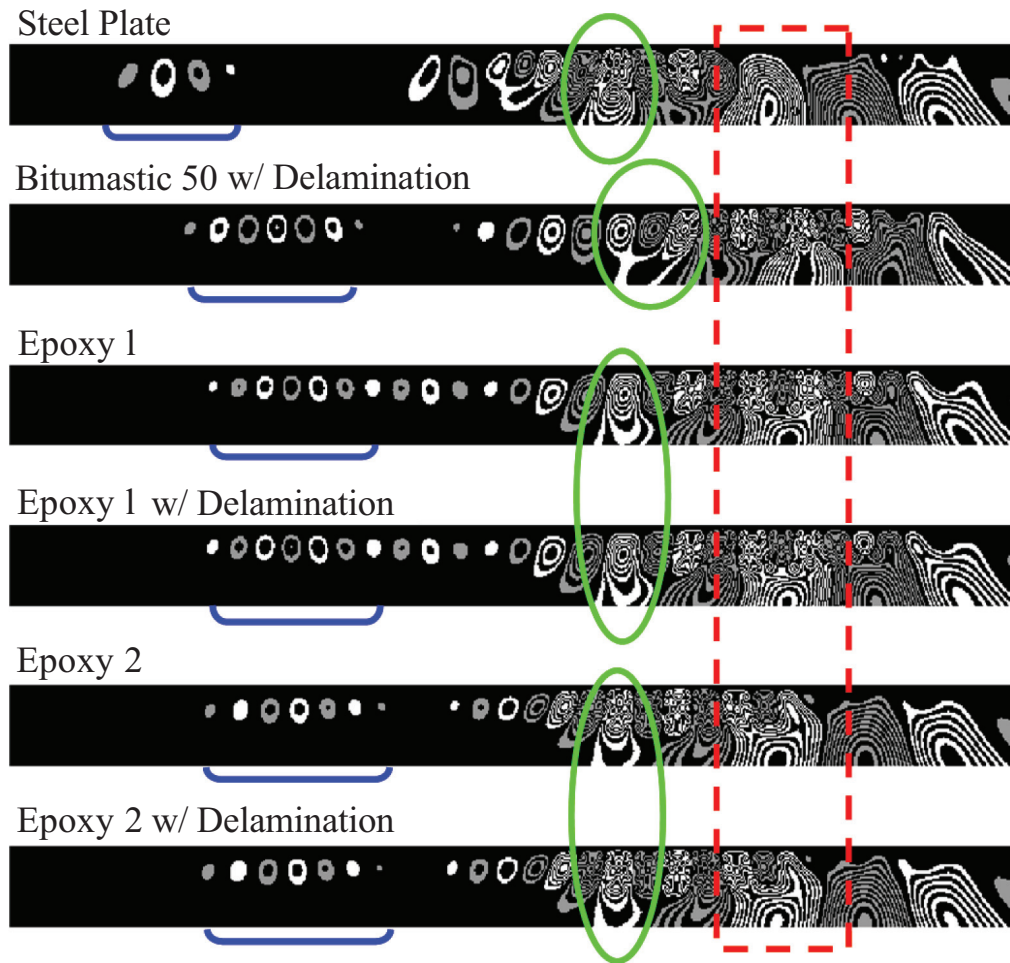 Steel Plate
Bitumastic 50 w/ Delamination
Epoxy 1
Epoxy 1 w/ Delamination
Epoxy 2
Epoxy 2 w/ Delamination